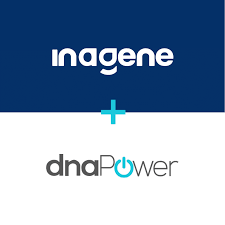 inagene
+
dnaPower